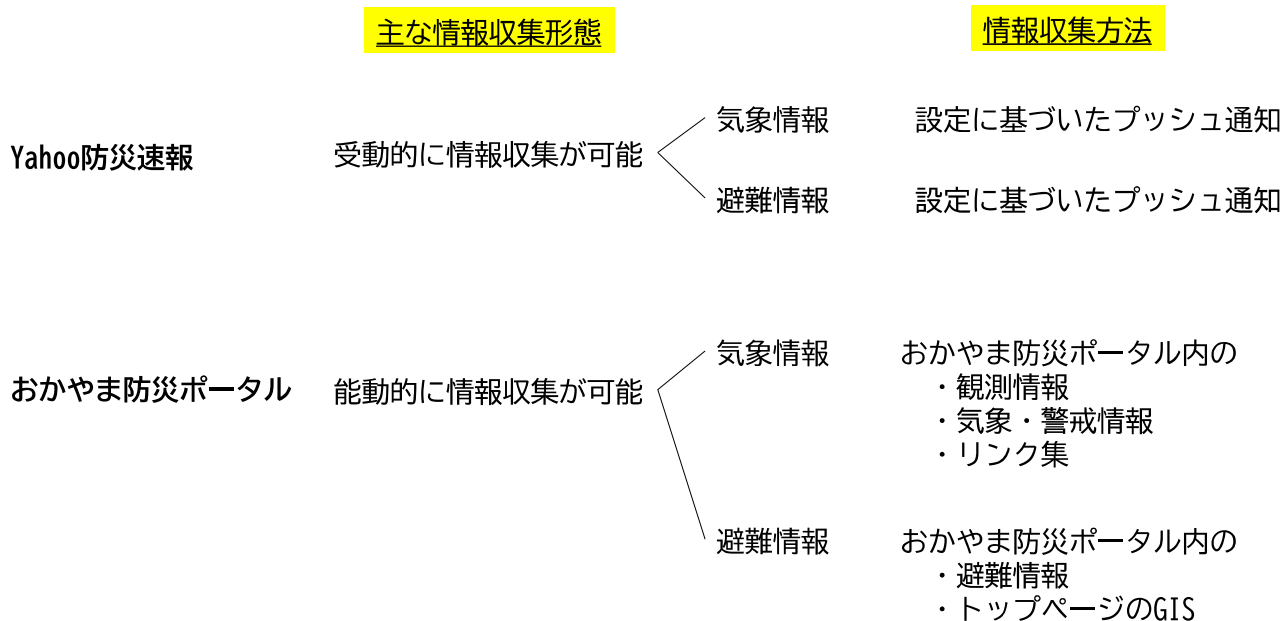 主な情報収集形態 情報収集方法
Yahoo防災速報 受動的に情報収集が可能
気象情報 設定に基づいたプッシュ通知
避難情報 設定に基づいたプッシュ通知
おかやま防災ポータル 能動的に情報収集が可能
気象情報 おかやま防災ポータル内の
・観測情報
・気象・警戒情報
・リンク集
避難情報 おかやま防災ポータル内の
・避難情報
・トップページのGIS